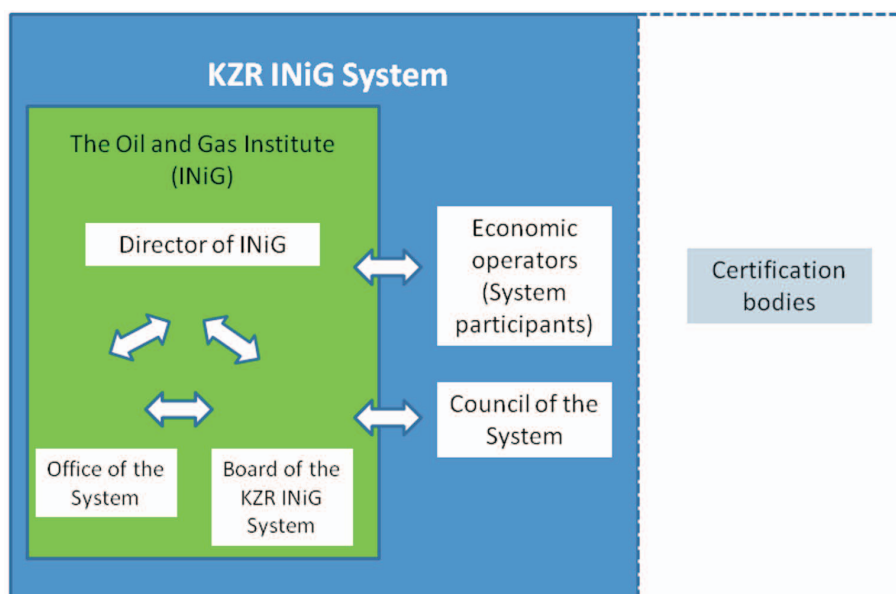 KZR INiG System
The Oil and Gas Institute
(INiG)
Director of INiG
Economic
operators
(System
participants)
Certification
bodies
Council of the
System
Office of the
System
Board of the
KZR INiG
System